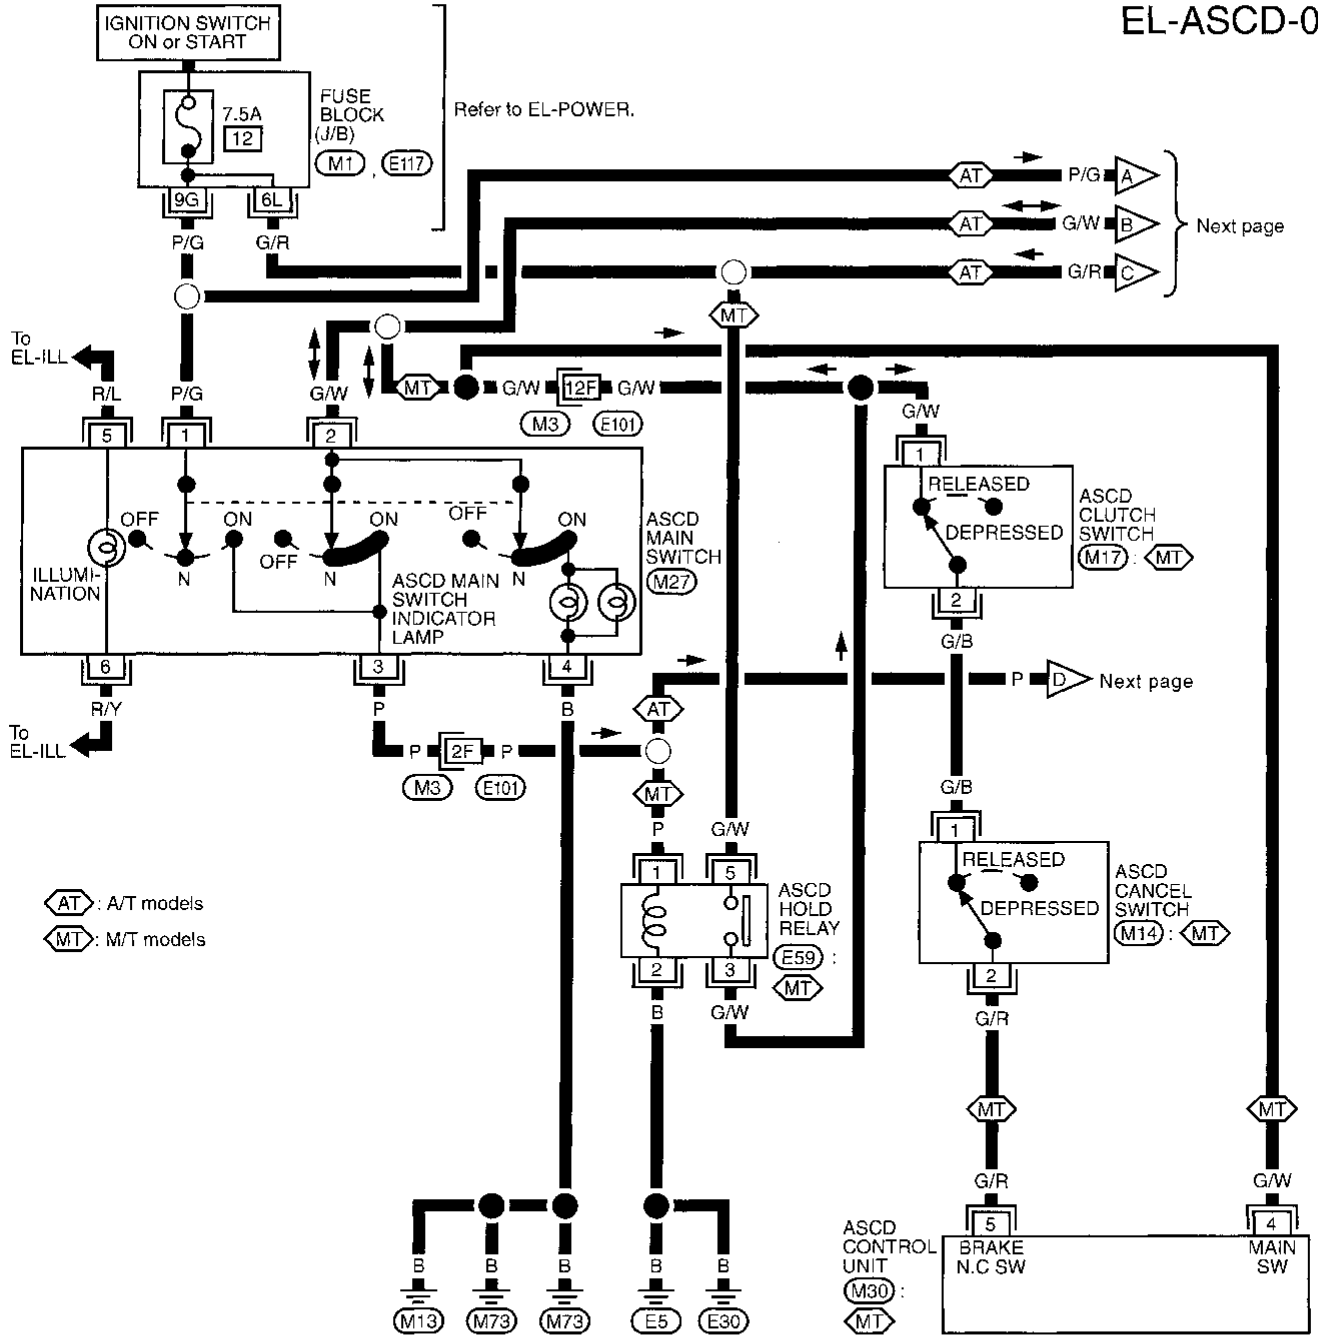 EL-ASCD-0
IGNITION SWITCH
ON or START
7.5A
12
FUSE
BLOCK
(J/B)
M1 , E117
Refer to EL-POWER.
9G
6L
P/G
G/R
AT
P/G
A
AT
G/W
B
AT
G/R
C
Next page
MT
To
EL-ILL
R/L
P/G
G/W
MT
G/W
12F
G/W
M3
E101
G/W
5
1
2
1
RELEASED
DEPRESSED
ASCD
CLUTCH
SWITCH
M17 : MT
2
G/B
OFF
ON
N
OFF
ON
N
OFF
ON
N
ILLUMI-
NATION
ASCD MAIN
SWITCH
INDICATOR
LAMP
ASCD
MAIN
SWITCH
M27
6
3
4
R/Y
P
B
To
EL-ILL
P
2F
P
M3
E101
AT
P
D
Next page
MT
P
G/W
G/B
1
RELEASED
DEPRESSED
ASCD
CANCEL
SWITCH
M14 : MT
2
G/R
1
5
ASCD
HOLD
RELAY
E59 :
MT
2
3
B
G/W
AT : A/T models
MT : M/T models
MT
MT
G/R
G/W
5
4
ASCD
CONTROL
UNIT
M30 :
MT
BRAKE
N.C SW
MAIN
SW
B
B
B
B
B
M13
M73
M73
E5
E30